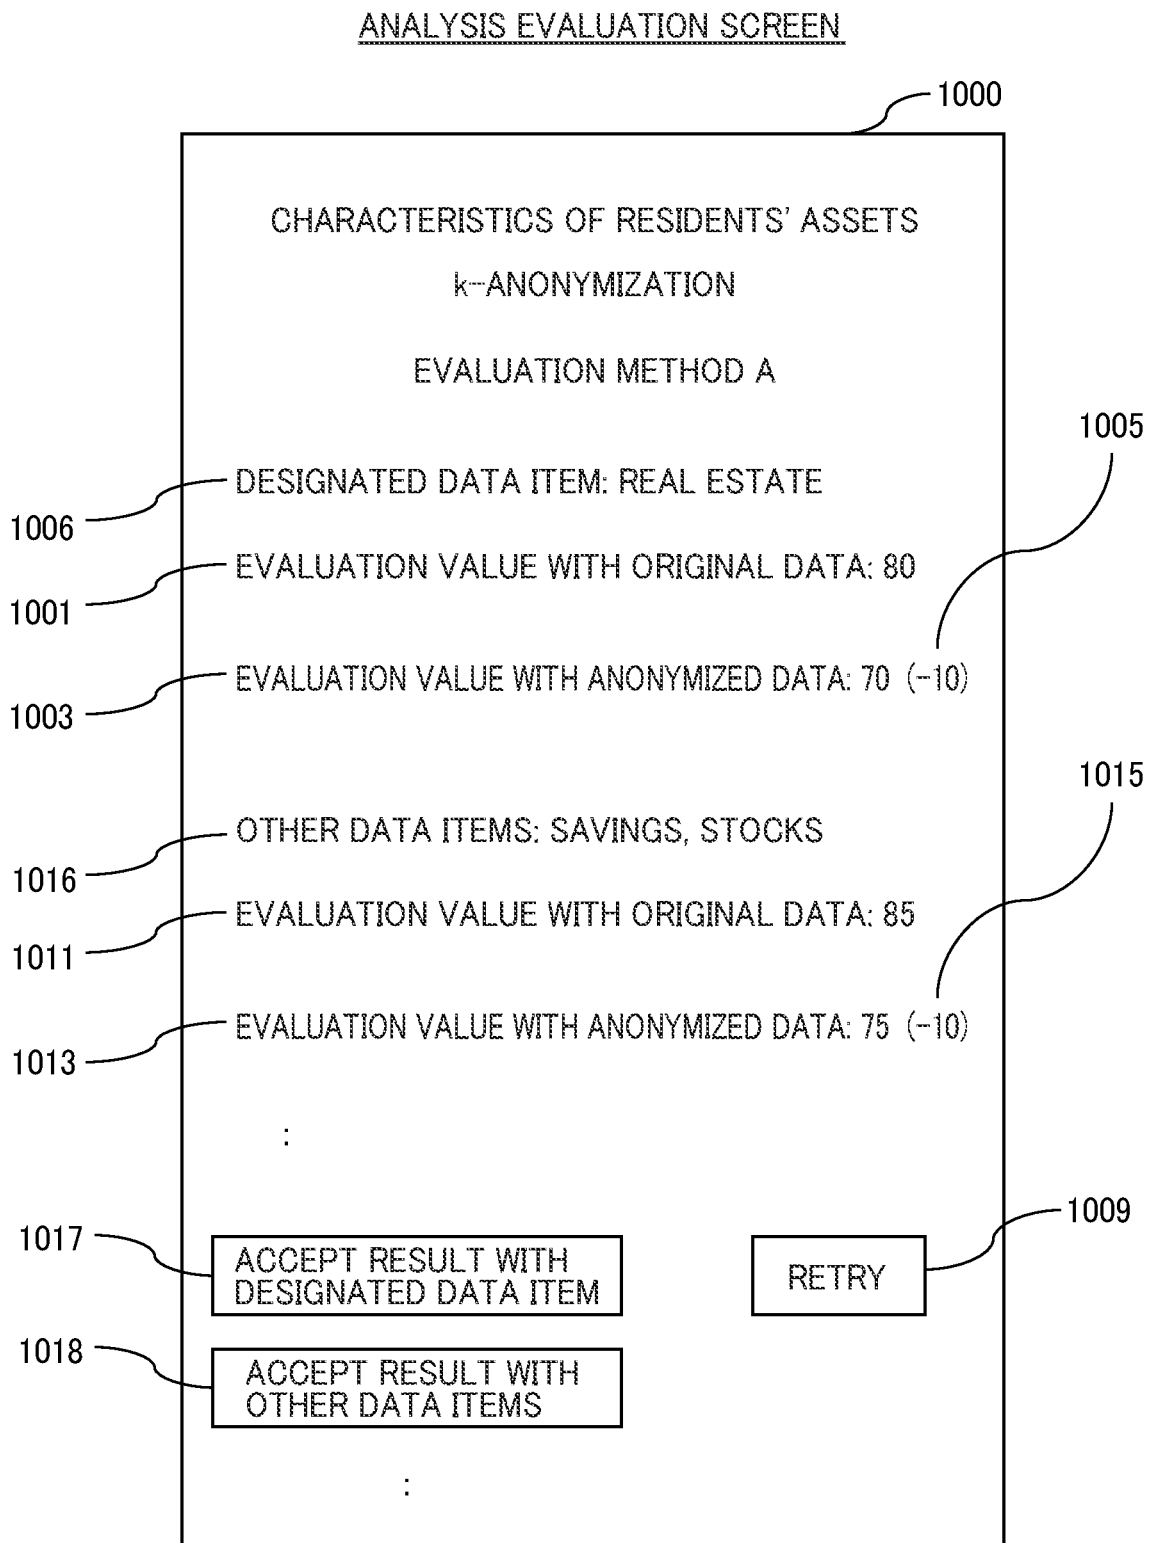 ANALYSIS EVALUATION SCREEN
1000
CHARACTERISTICS OF RESIDENTS' ASSETS
k-ANONYMIZATION
EVALUATION METHOD A
1005
DESIGNATED DATA ITEM: REAL ESTATE
1006
EVALUATION VALUE WITH ORIGINAL DATA: 80
1001
EVALUATION VALUE WITH ANONYMIZED DATA: 70 (-10)
1003
1015
OTHER DATA ITEMS: SAVINGS, STOCKS
1016
EVALUATION VALUE WITH ORIGINAL DATA: 85
1011
EVALUATION VALUE WITH ANONYMIZED DATA: 75 (-10)
1013
:
1009
1017
ACCEPT RESULT WITH
DESIGNATED DATA ITEM
RETRY
1018
ACCEPT RESULT WITH
OTHER DATA ITEMS
: